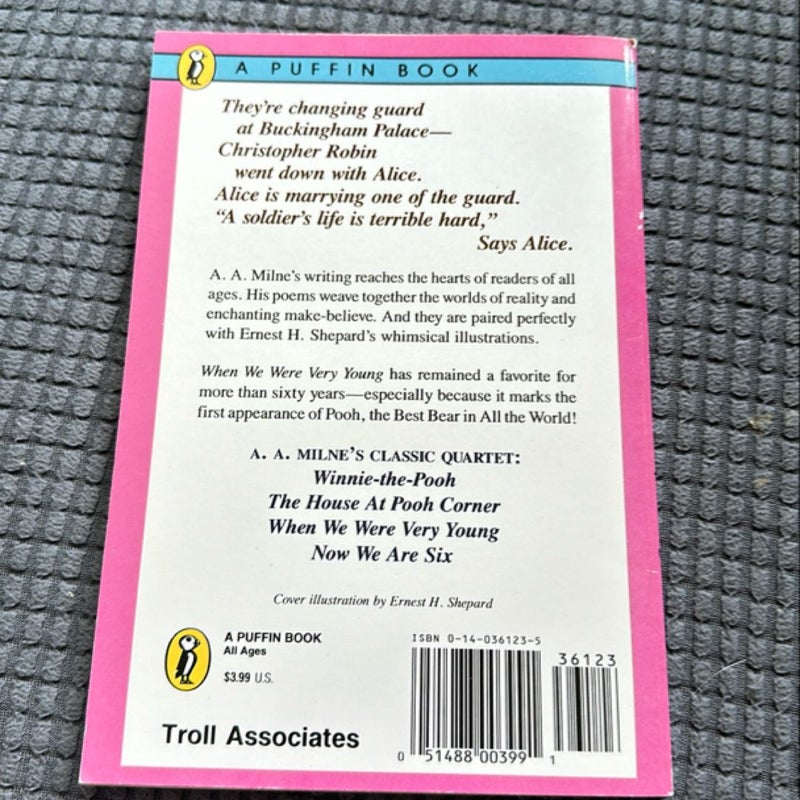 A PUFFIN BOOK
They're changing guard
at Buckingham Palace—
Christopher Robin
went down with Alice.
Alice is marrying one of the guard.
"A soldier's life is terrible hard,"
Says Alice.
A. A. Milne's writing reaches the hearts of readers of all
ages. His poems weave together the worlds of reality and
enchanting make-believe. And they are paired perfectly
with Ernest H. Shepard's whimsical illustrations.
When We Were Very Young has remained a favorite for
more than sixty years—especially because it marks the
first appearance of Pooh, the Best Bear in All the World!
A. A. MILNE'S CLASSIC QUARTET:
Winnie-the-Pooh
The House At Pooh Corner
When We Were Very Young
Now We Are Six
Cover illustration by Ernest H. Shepard
A PUFFIN BOOK
All Ages
$3.99 U.S.
Troll Associates
ISBN 0-14-036123-5
36123
0 51488 00399 1